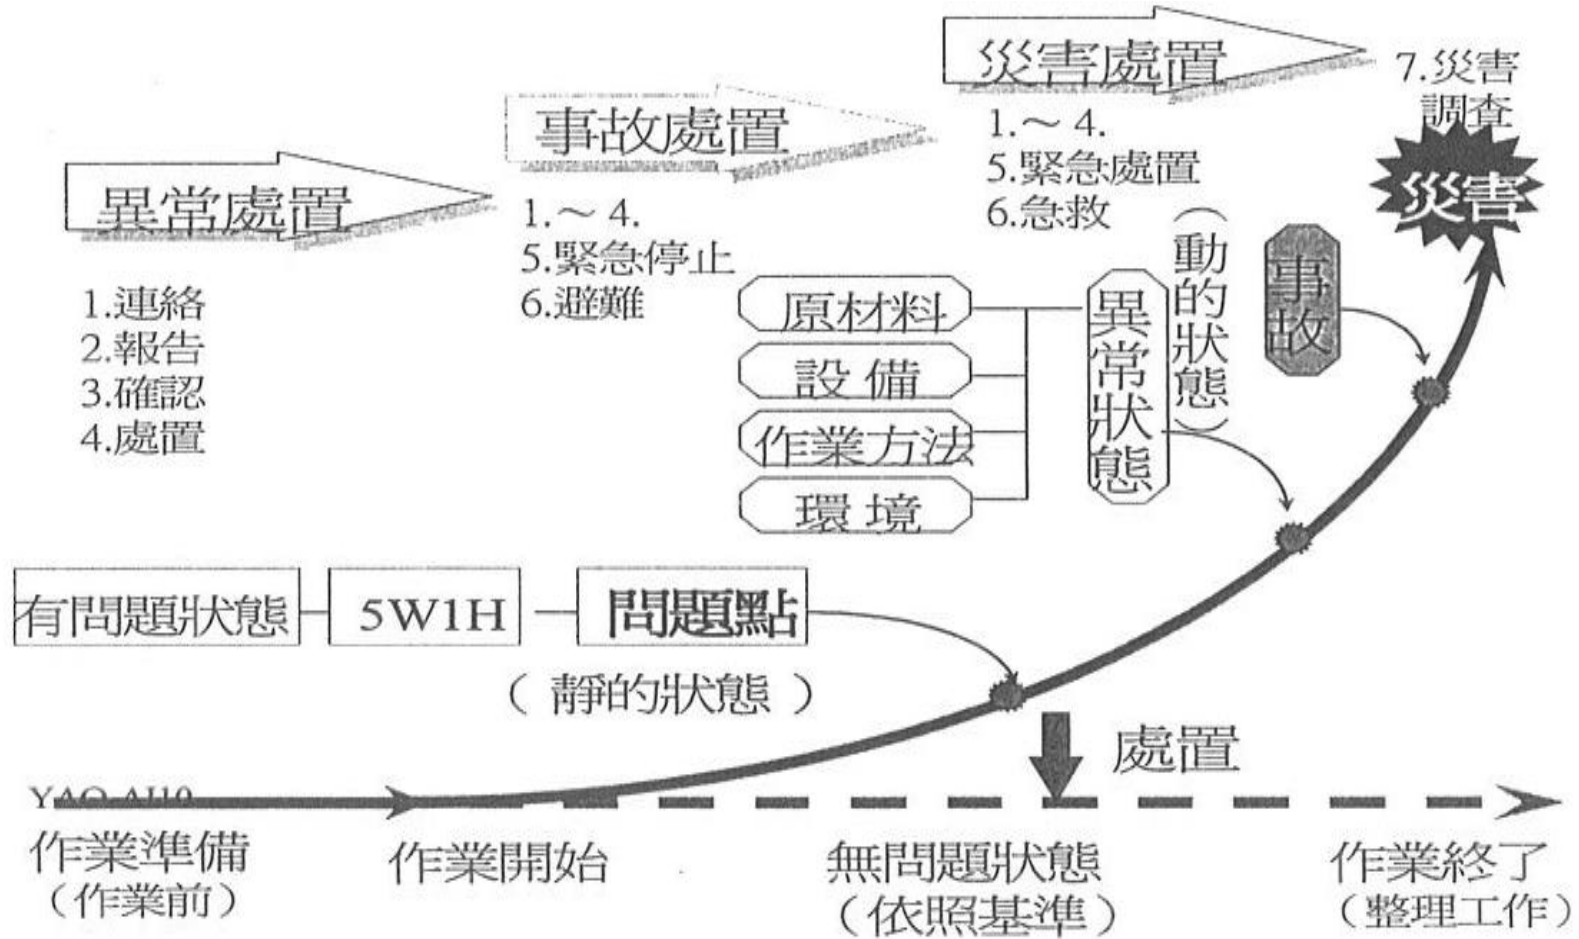 災害處置
1.～ 4.
5.緊急處置
6.急救
7.災害
調查
災害
事故處置
1.～ 4.
5.緊急停止
6.避難
異常處置
1.連絡
2.報告
3.確認
4.處置
原材料
設備
作業方法
環境
異常狀態
（動的狀態）
事故
有問題狀態
5W1H
問題點
（ 靜的狀態 ）
處置
YAO-AI10
作業準備
（作業前）
作業開始
無問題狀態
（依照基準）
作業終了
（整理工作）